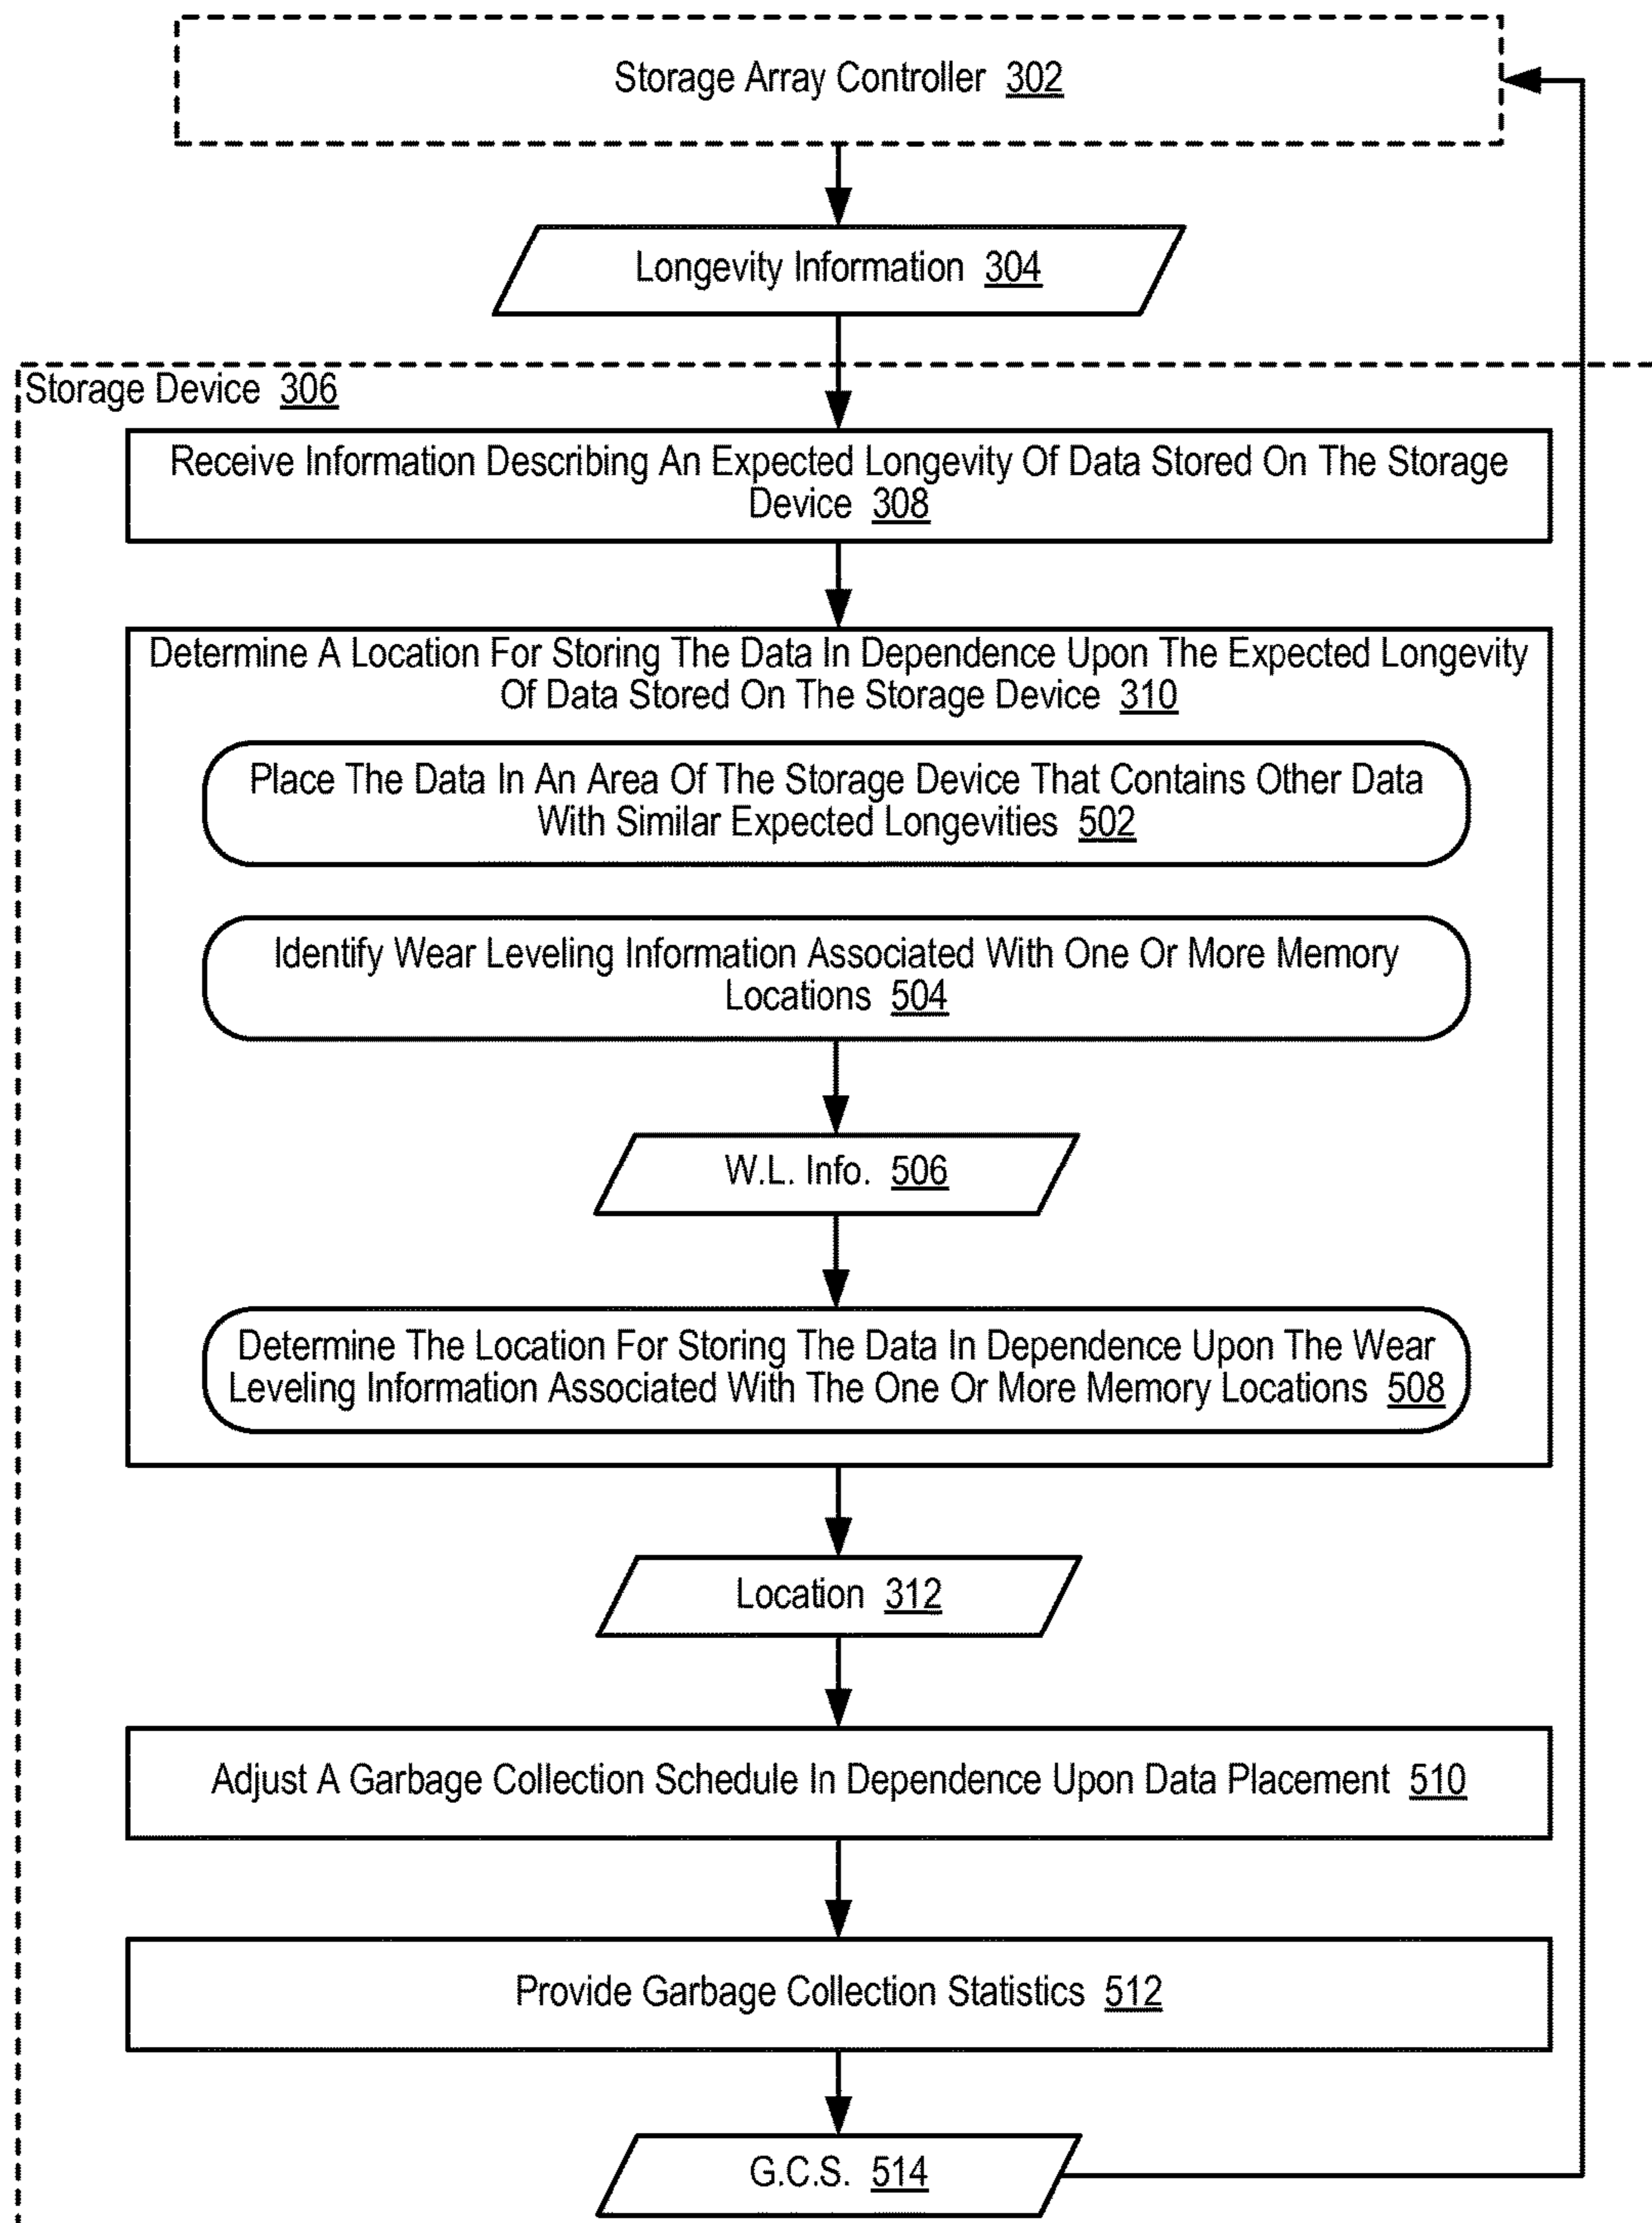 Storage Array Controller 302
Longevity Information 304
Storage Device 306
Receive Information Describing An Expected Longevity Of Data Stored On The Storage
Device 308
Determine A Location For Storing The Data In Dependence Upon The Expected Longevity
Of Data Stored On The Storage Device 310
Place The Data In An Area Of The Storage Device That Contains Other Data
With Similar Expected Longevities 502
Identify Wear Leveling Information Associated With One Or More Memory
Locations 504
W.L. Info. 506
Determine The Location For Storing The Data In Dependence Upon The Wear
Leveling Information Associated With The One Or More Memory Locations 508
Location 312
Adjust A Garbage Collection Schedule In Dependence Upon Data Placement 510
Provide Garbage Collection Statistics 512
G.C.S. 514